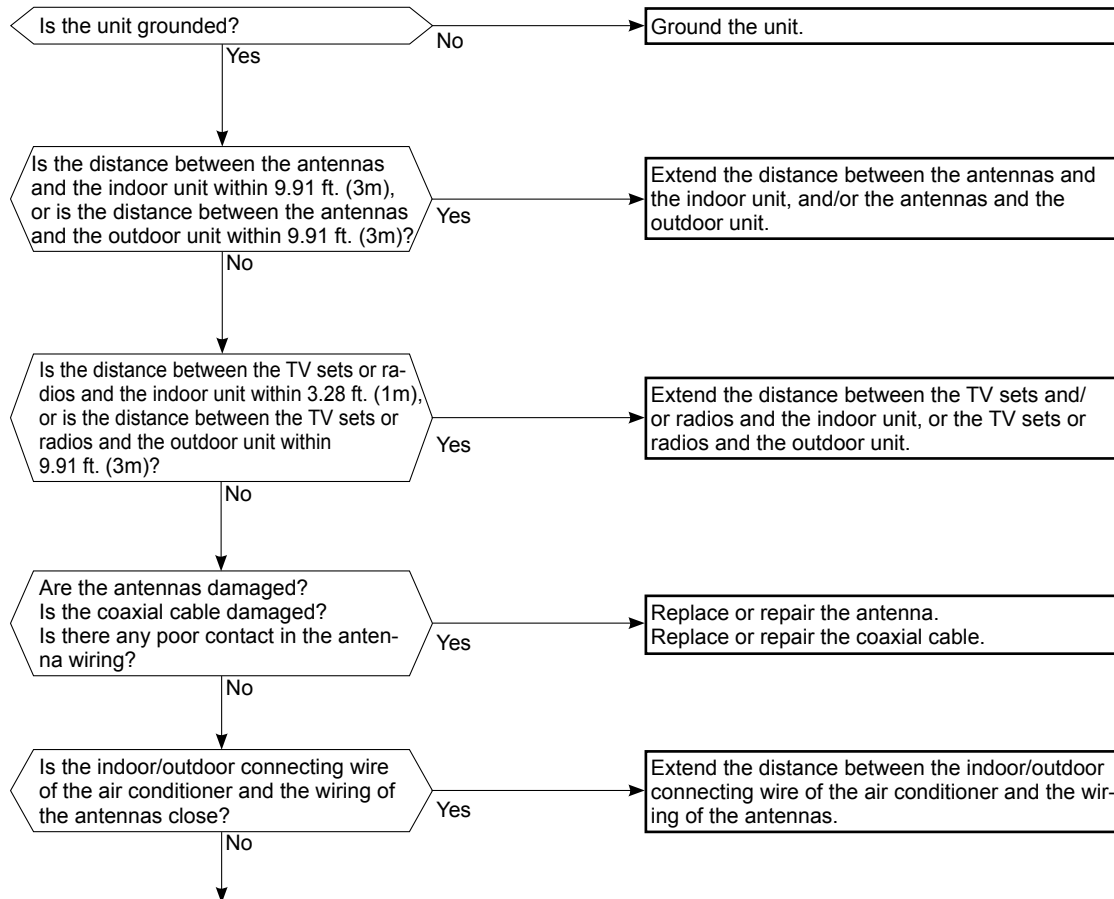 Is the unit grounded?
No
Ground the unit.
Yes
Is the distance between the antennas
and the indoor unit within 9.91 ft. (3m),
or is the distance between the antennas
and the outdoor unit within 9.91 ft. (3m)?
Yes
Extend the distance between the antennas and
the indoor unit, and/or the antennas and the
outdoor unit.
No
Is the distance between the TV sets or ra-
dios and the indoor unit within 3.28 ft. (1m),
or is the distance between the TV sets or
radios and the outdoor unit within
9.91 ft. (3m)?
Yes
Extend the distance between the TV sets and/
or radios and the indoor unit, or the TV sets or
radios and the outdoor unit.
No
Are the antennas damaged?
Is the coaxial cable damaged?
Is there any poor contact in the anten-
na wiring?
Yes
Replace or repair the antenna.
Replace or repair the coaxial cable.
No
Is the indoor/outdoor connecting wire
of the air conditioner and the wiring of
the antennas close?
Yes
Extend the distance between the indoor/outdoor
connecting wire of the air conditioner and the wir-
ing of the antennas.
No